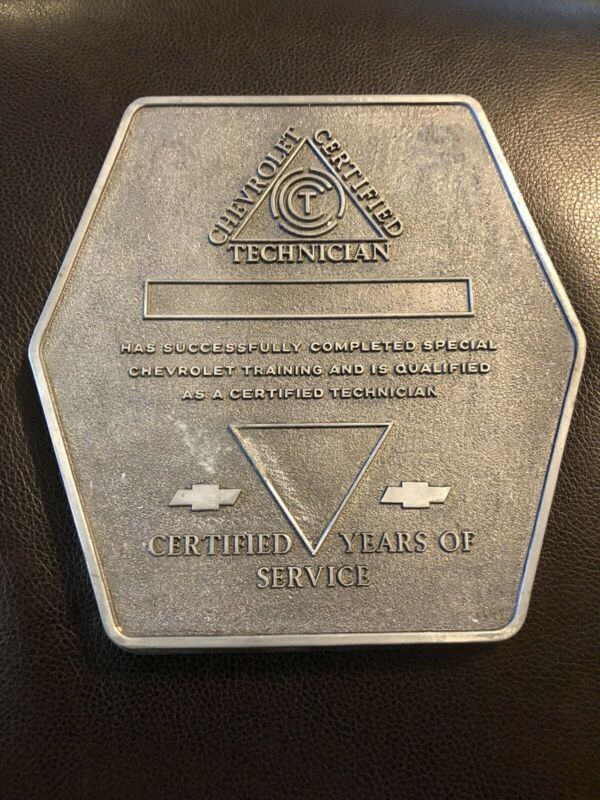 CHEVROLET CERTIFIED
CT
TECHNICIAN
HAS SUCCESSFULLY COMPLETED SPECIAL
CHEVROLET TRAINING AND IS QUALIFIED
AS A CERTIFIED TECHNICIAN
CERTIFIED YEARS OF
SERVICE